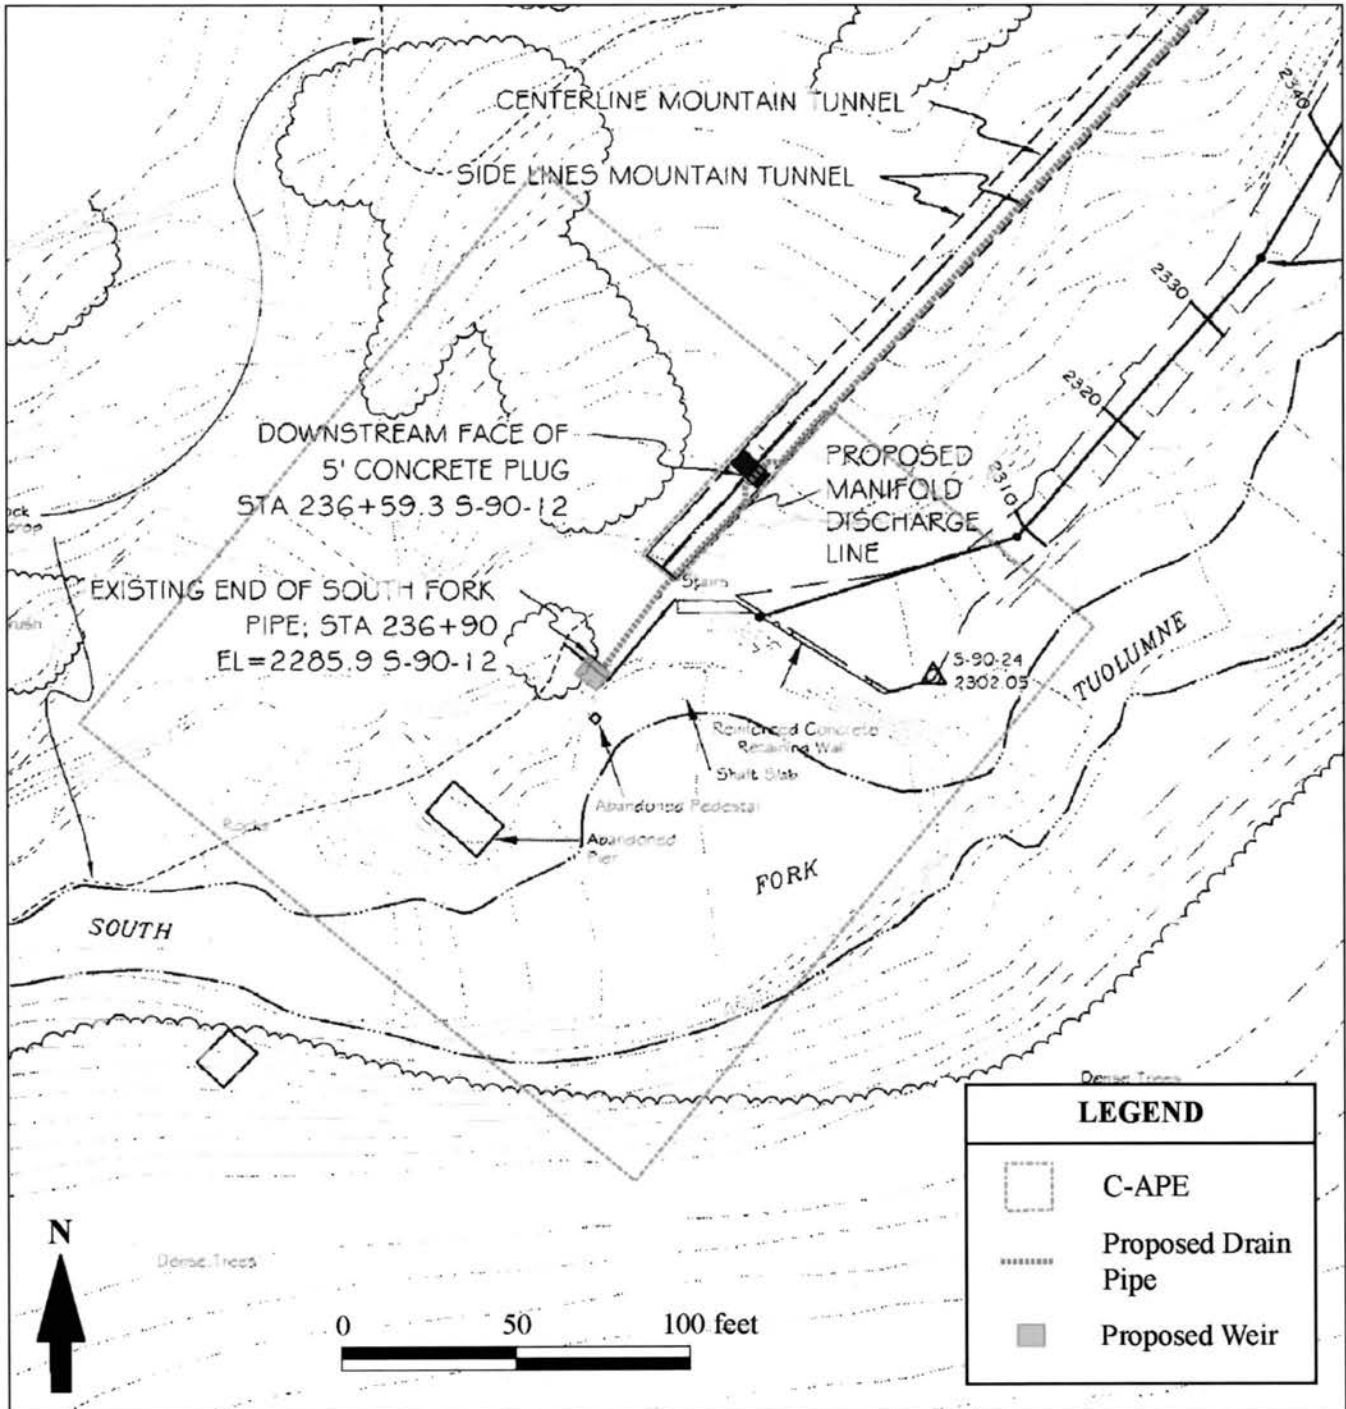 CENTERLINE MOUNTAIN TUNNEL
SIDE LINES MOUNTAIN TUNNEL
2340
2330
2320
2310
DOWNSTREAM FACE OF
5' CONCRETE PLUG
STA 236+59.3 S-90-12
PROPOSED
MANIFOLD
DISCHARGE
LINE
EXISTING END OF SOUTH FORK
PIPE; STA 236+90
EL=2285.9 S-90-12
Stairs
S-90-24
2302.05
TUOLUMNE
Reinforced Concrete
Retaining Wall
Shaft Slab
Abandoned Pedestal
Abandoned
Pier
Rocks
FORK
SOUTH
Dense Trees
Dense Trees
N
0 50 100 feet
LEGEND
C-APE
Proposed Drain
Pipe
Proposed Weir